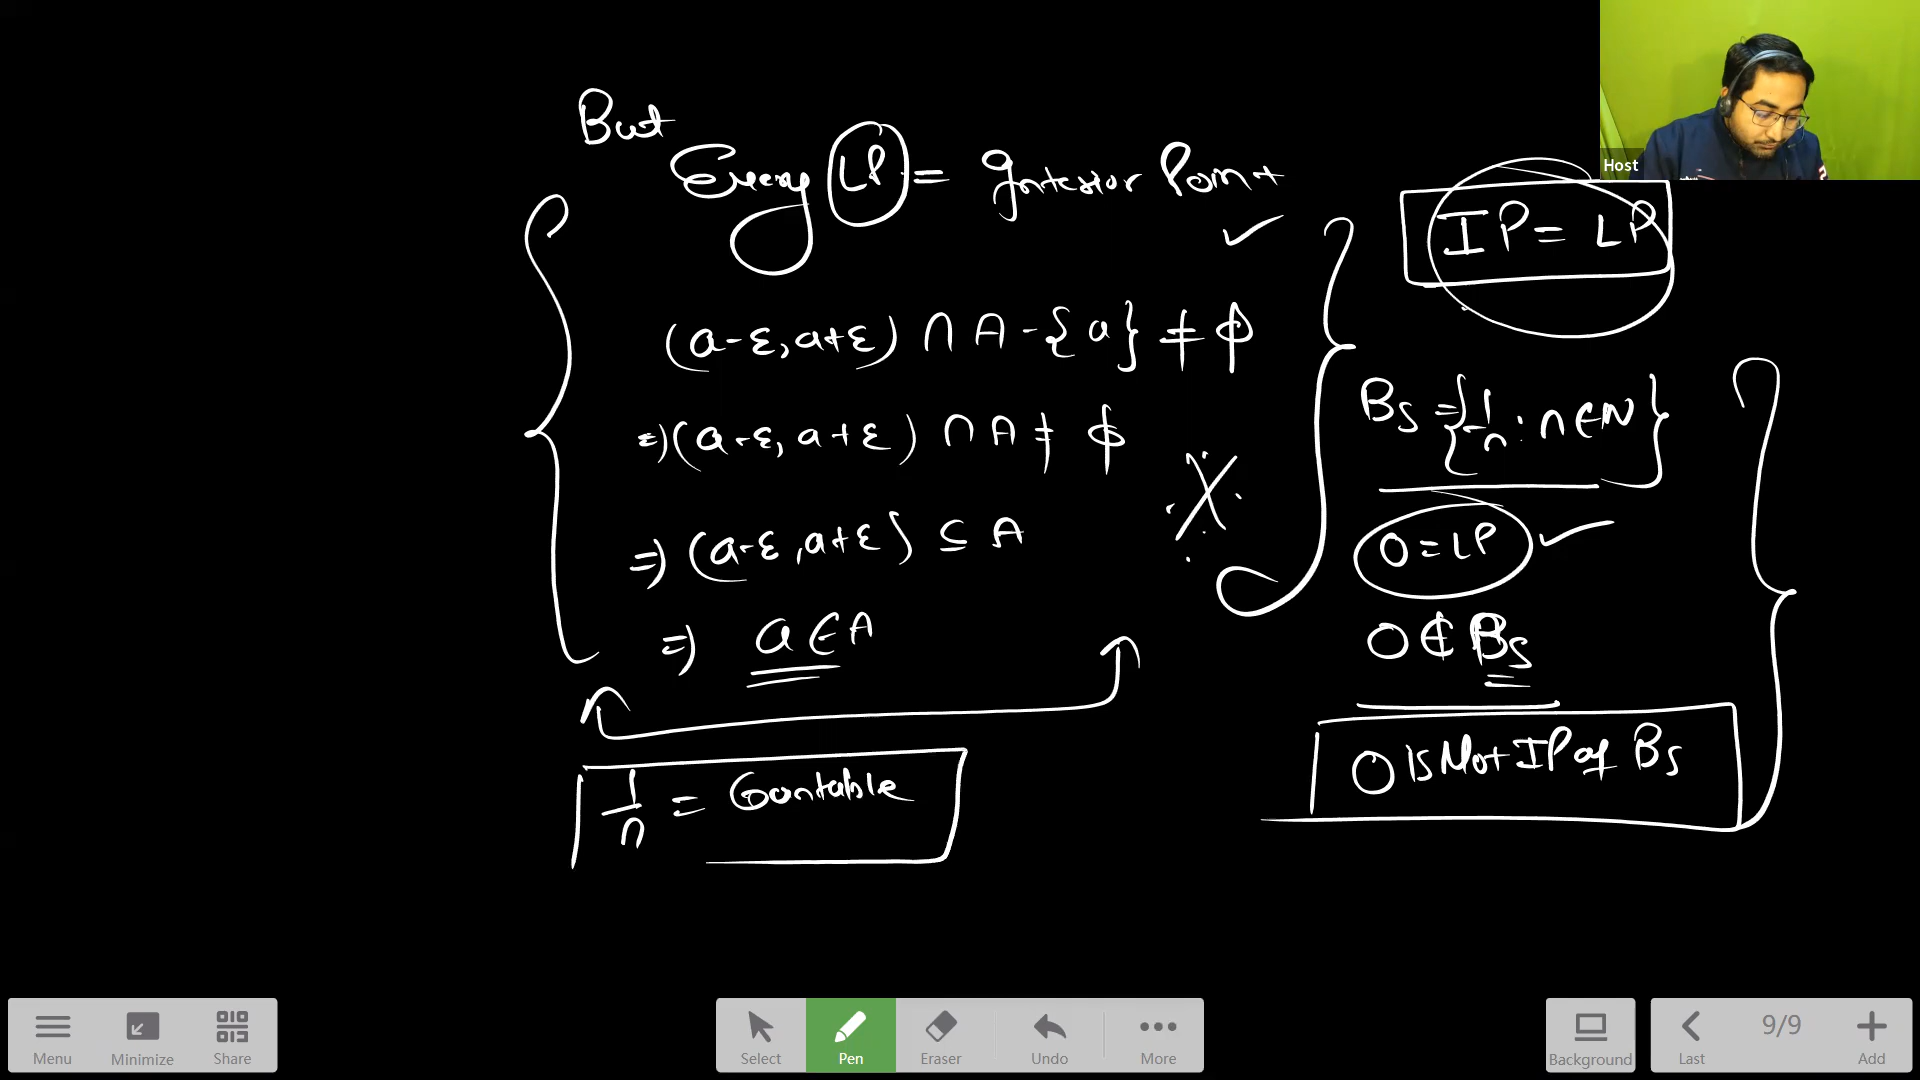 But
Every LP = Interior Point
(a-ε, a+ε) ∩ A - {a} ≠ ϕ
⇒ (a-ε, a+ε) ∩ A ≠ ϕ
⇒ (a-ε, a+ε) ⊆ A
⇒ a ∈ A
1/n = Countable
Host
IP = LP
Bs = {1/n : n ∈ N}
0 = LP ✓
0 ∉ Bs
0 is Not IP of Bs
Menu Minimize Share
Select Pen Eraser Undo More
Background
Last 9/9 Add